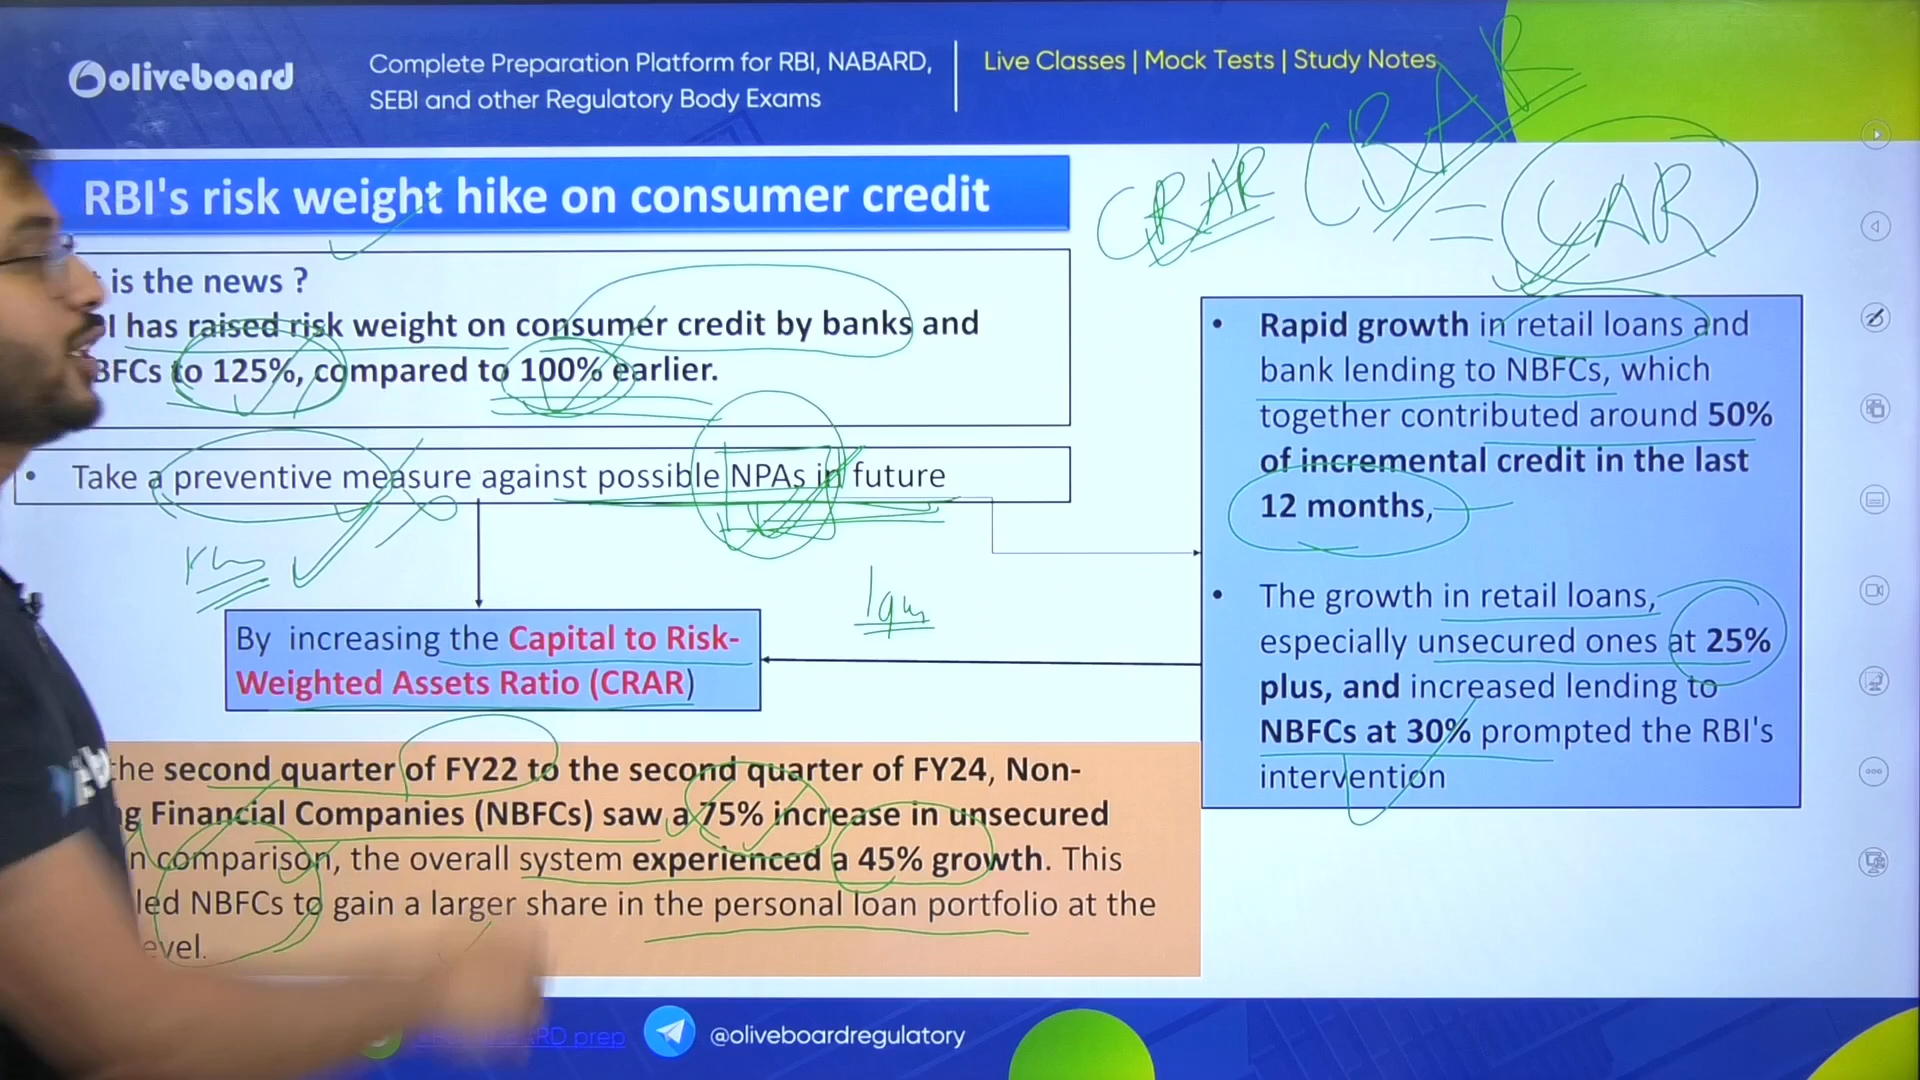 oliveboard
Complete Preparation Platform for RBI, NABARD,
SEBI and other Regulatory Body Exams
Live Classes | Mock Tests | Study Notes
CRAR
CRAR = CAR
RBI's risk weight hike on consumer credit
is the news ?
has raised risk weight on consumer credit by banks and
to 125%, compared to 100% earlier.
Take a preventive measure against possible NPAs in future
By increasing the Capital to Risk-
Weighted Assets Ratio (CRAR)
• Rapid growth in retail loans and
bank lending to NBFCs, which
together contributed around 50%
of incremental credit in the last
12 months,
• The growth in retail loans,
especially unsecured ones at 25%
plus, and increased lending to
NBFCs at 30% prompted the RBI's
intervention
second quarter of FY22 to the second quarter of FY24, Non-
Financial Companies (NBFCs) saw a 75% increase in unsecured
comparison, the overall system experienced a 45% growth. This
NBFCs to gain a larger share in the personal loan portfolio at the
prep
@oliveboardregulatory